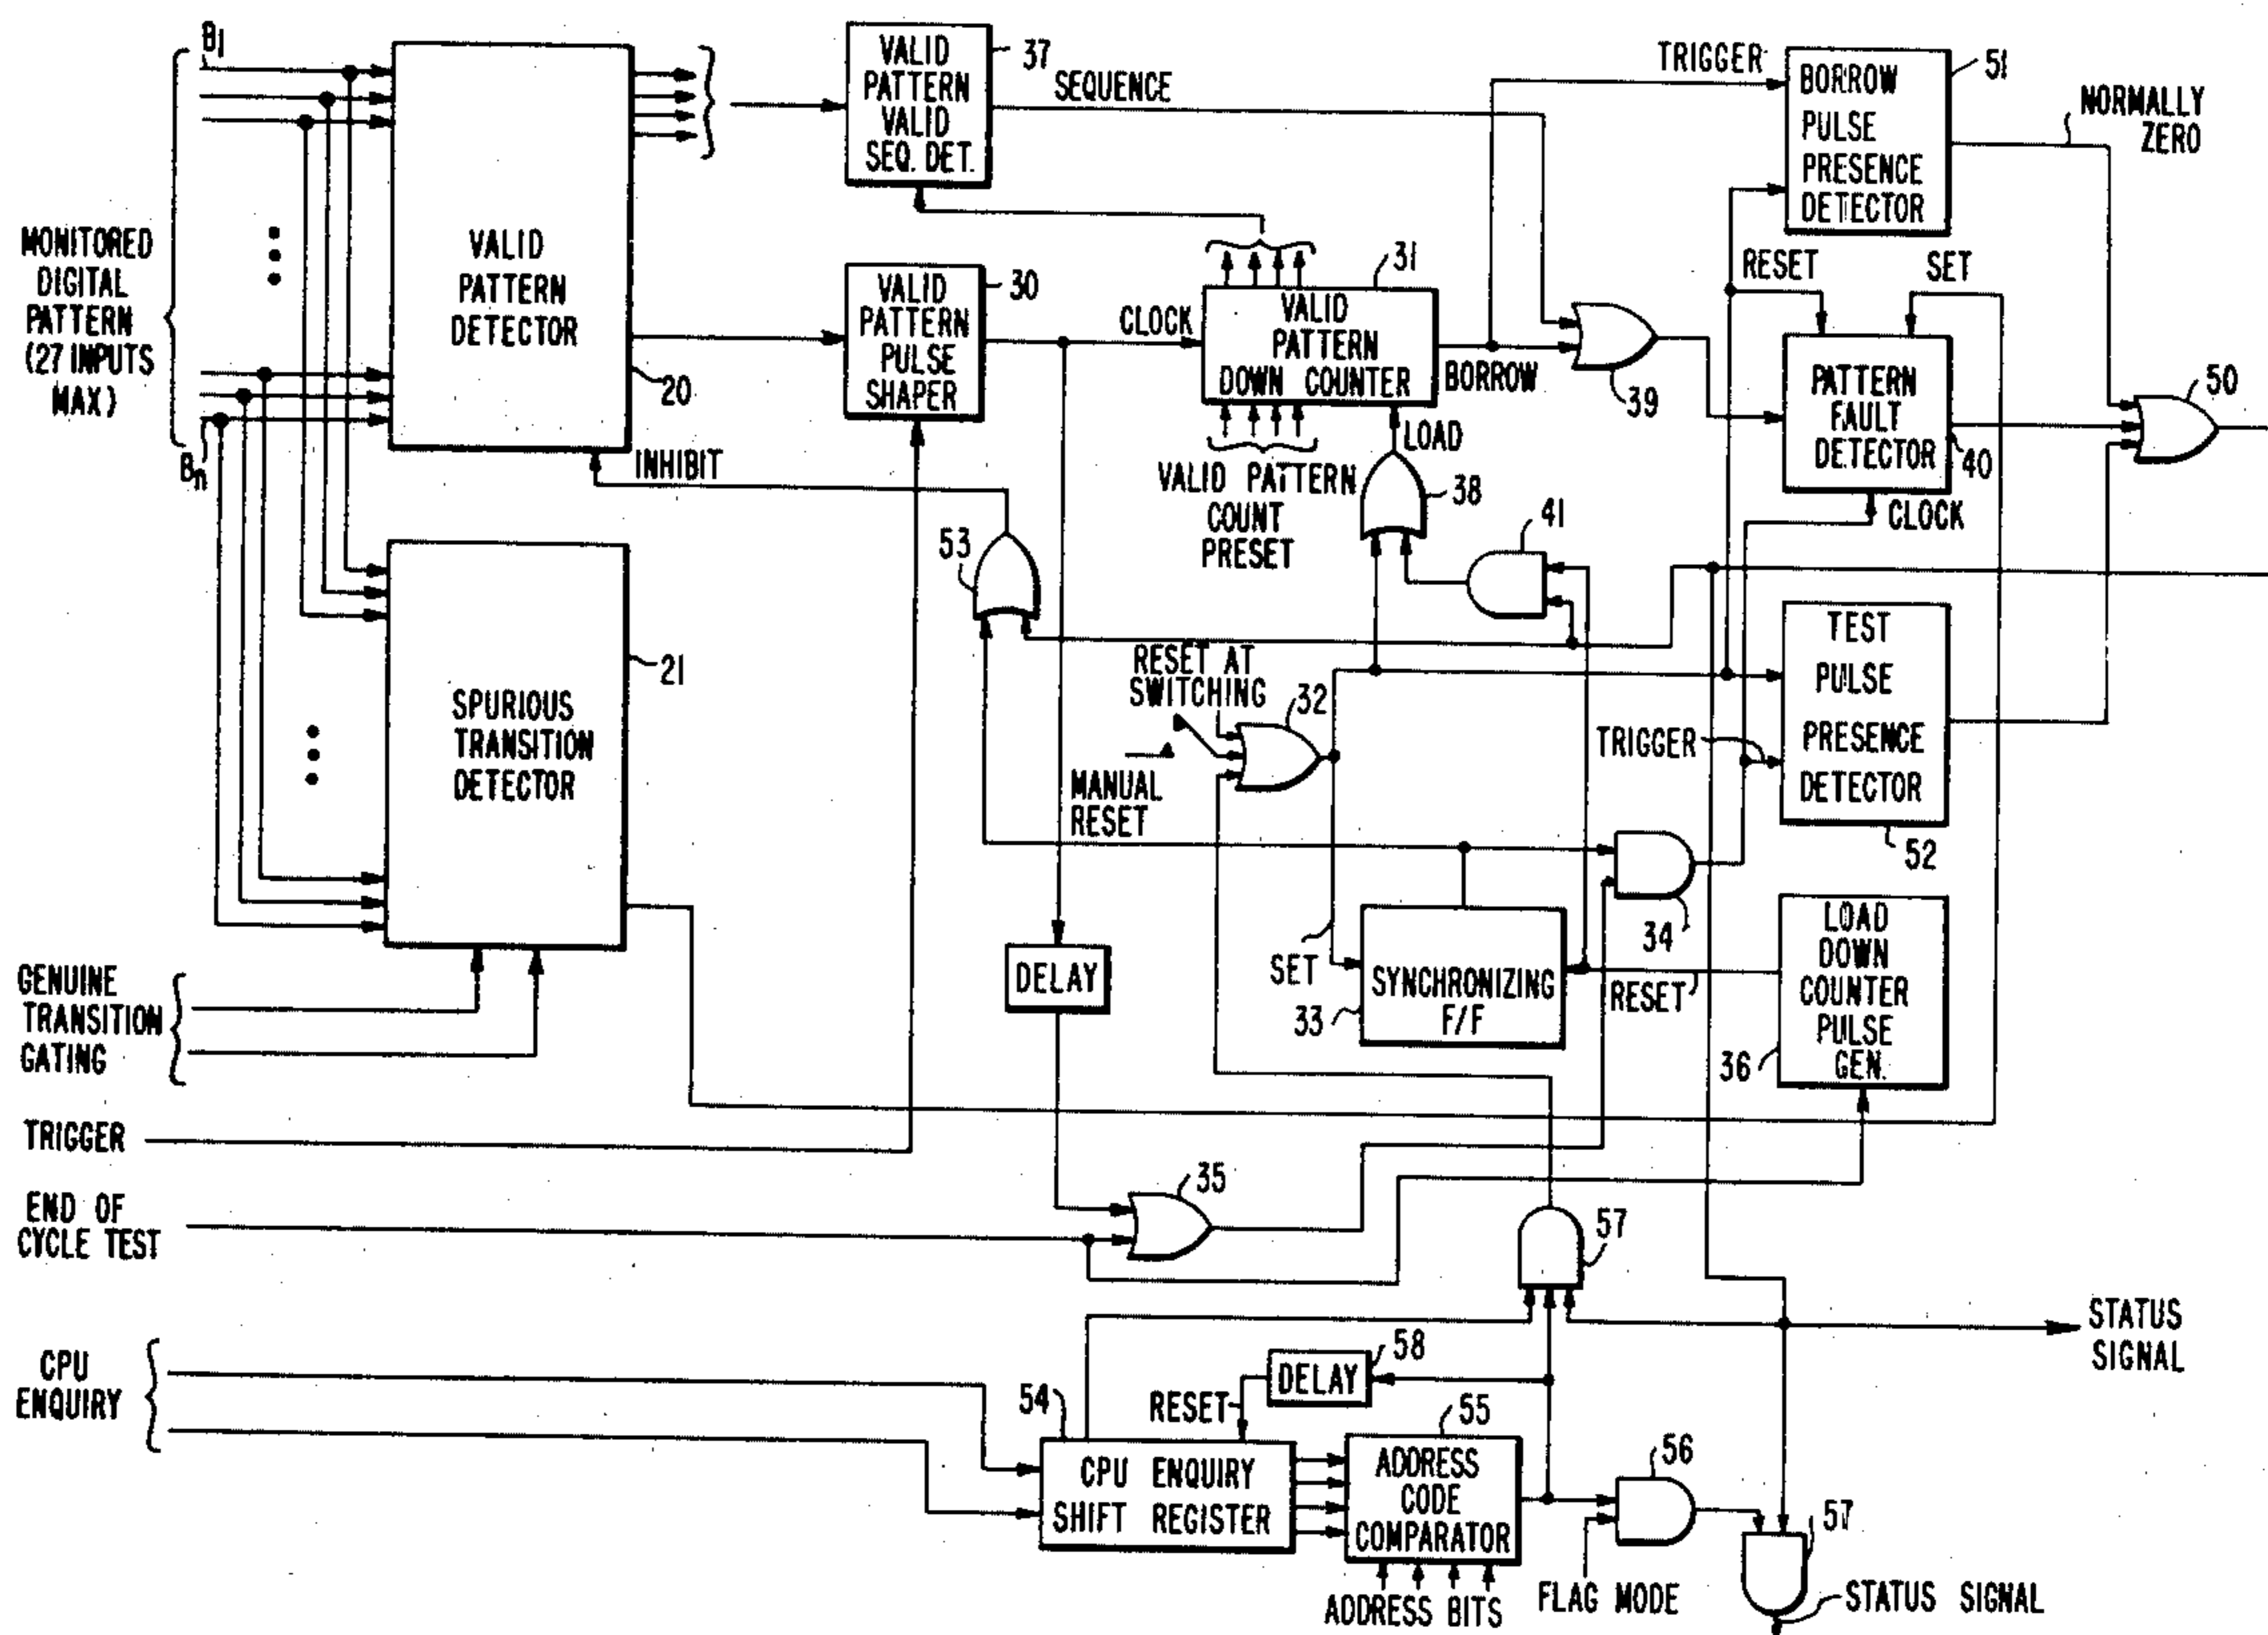 B1
MONITORED
DIGITAL
PATTERN
(27 INPUTS
MAX)
Bn
VALID
PATTERN
DETECTOR
20
INHIBIT
VALID
PATTERN
VALID
SEQ. DET.
37
SEQUENCE
VALID
PATTERN
PULSE
SHAPER
30
CLOCK
VALID
PATTERN
DOWN COUNTER
31
BORROW
LOAD
VALID PATTERN
COUNT
PRESET
38
39
41
TRIGGER
BORROW
PULSE
PRESENCE
DETECTOR
51
NORMALLY
ZERO
RESET
SET
PATTERN
FAULT
DETECTOR
40
CLOCK
50
53
SPURIOUS
TRANSITION
DETECTOR
21
RESET AT
SWITCHING
32
MANUAL
RESET
TEST
PULSE
PRESENCE
DETECTOR
52
TRIGGER
34
DELAY
SET
SYNCHRONIZING
F/F
33
RESET
LOAD
DOWN
COUNTER
PULSE
GEN.
36
GENUINE
TRANSITION
GATING
TRIGGER
END OF
CYCLE TEST
35
57
STATUS
SIGNAL
CPU
ENQUIRY
54
RESET
DELAY
58
CPU ENQUIRY
SHIFT REGISTER
55
ADDRESS
CODE
COMPARATOR
ADDRESS BITS
56
FLAG MODE
57
STATUS SIGNAL